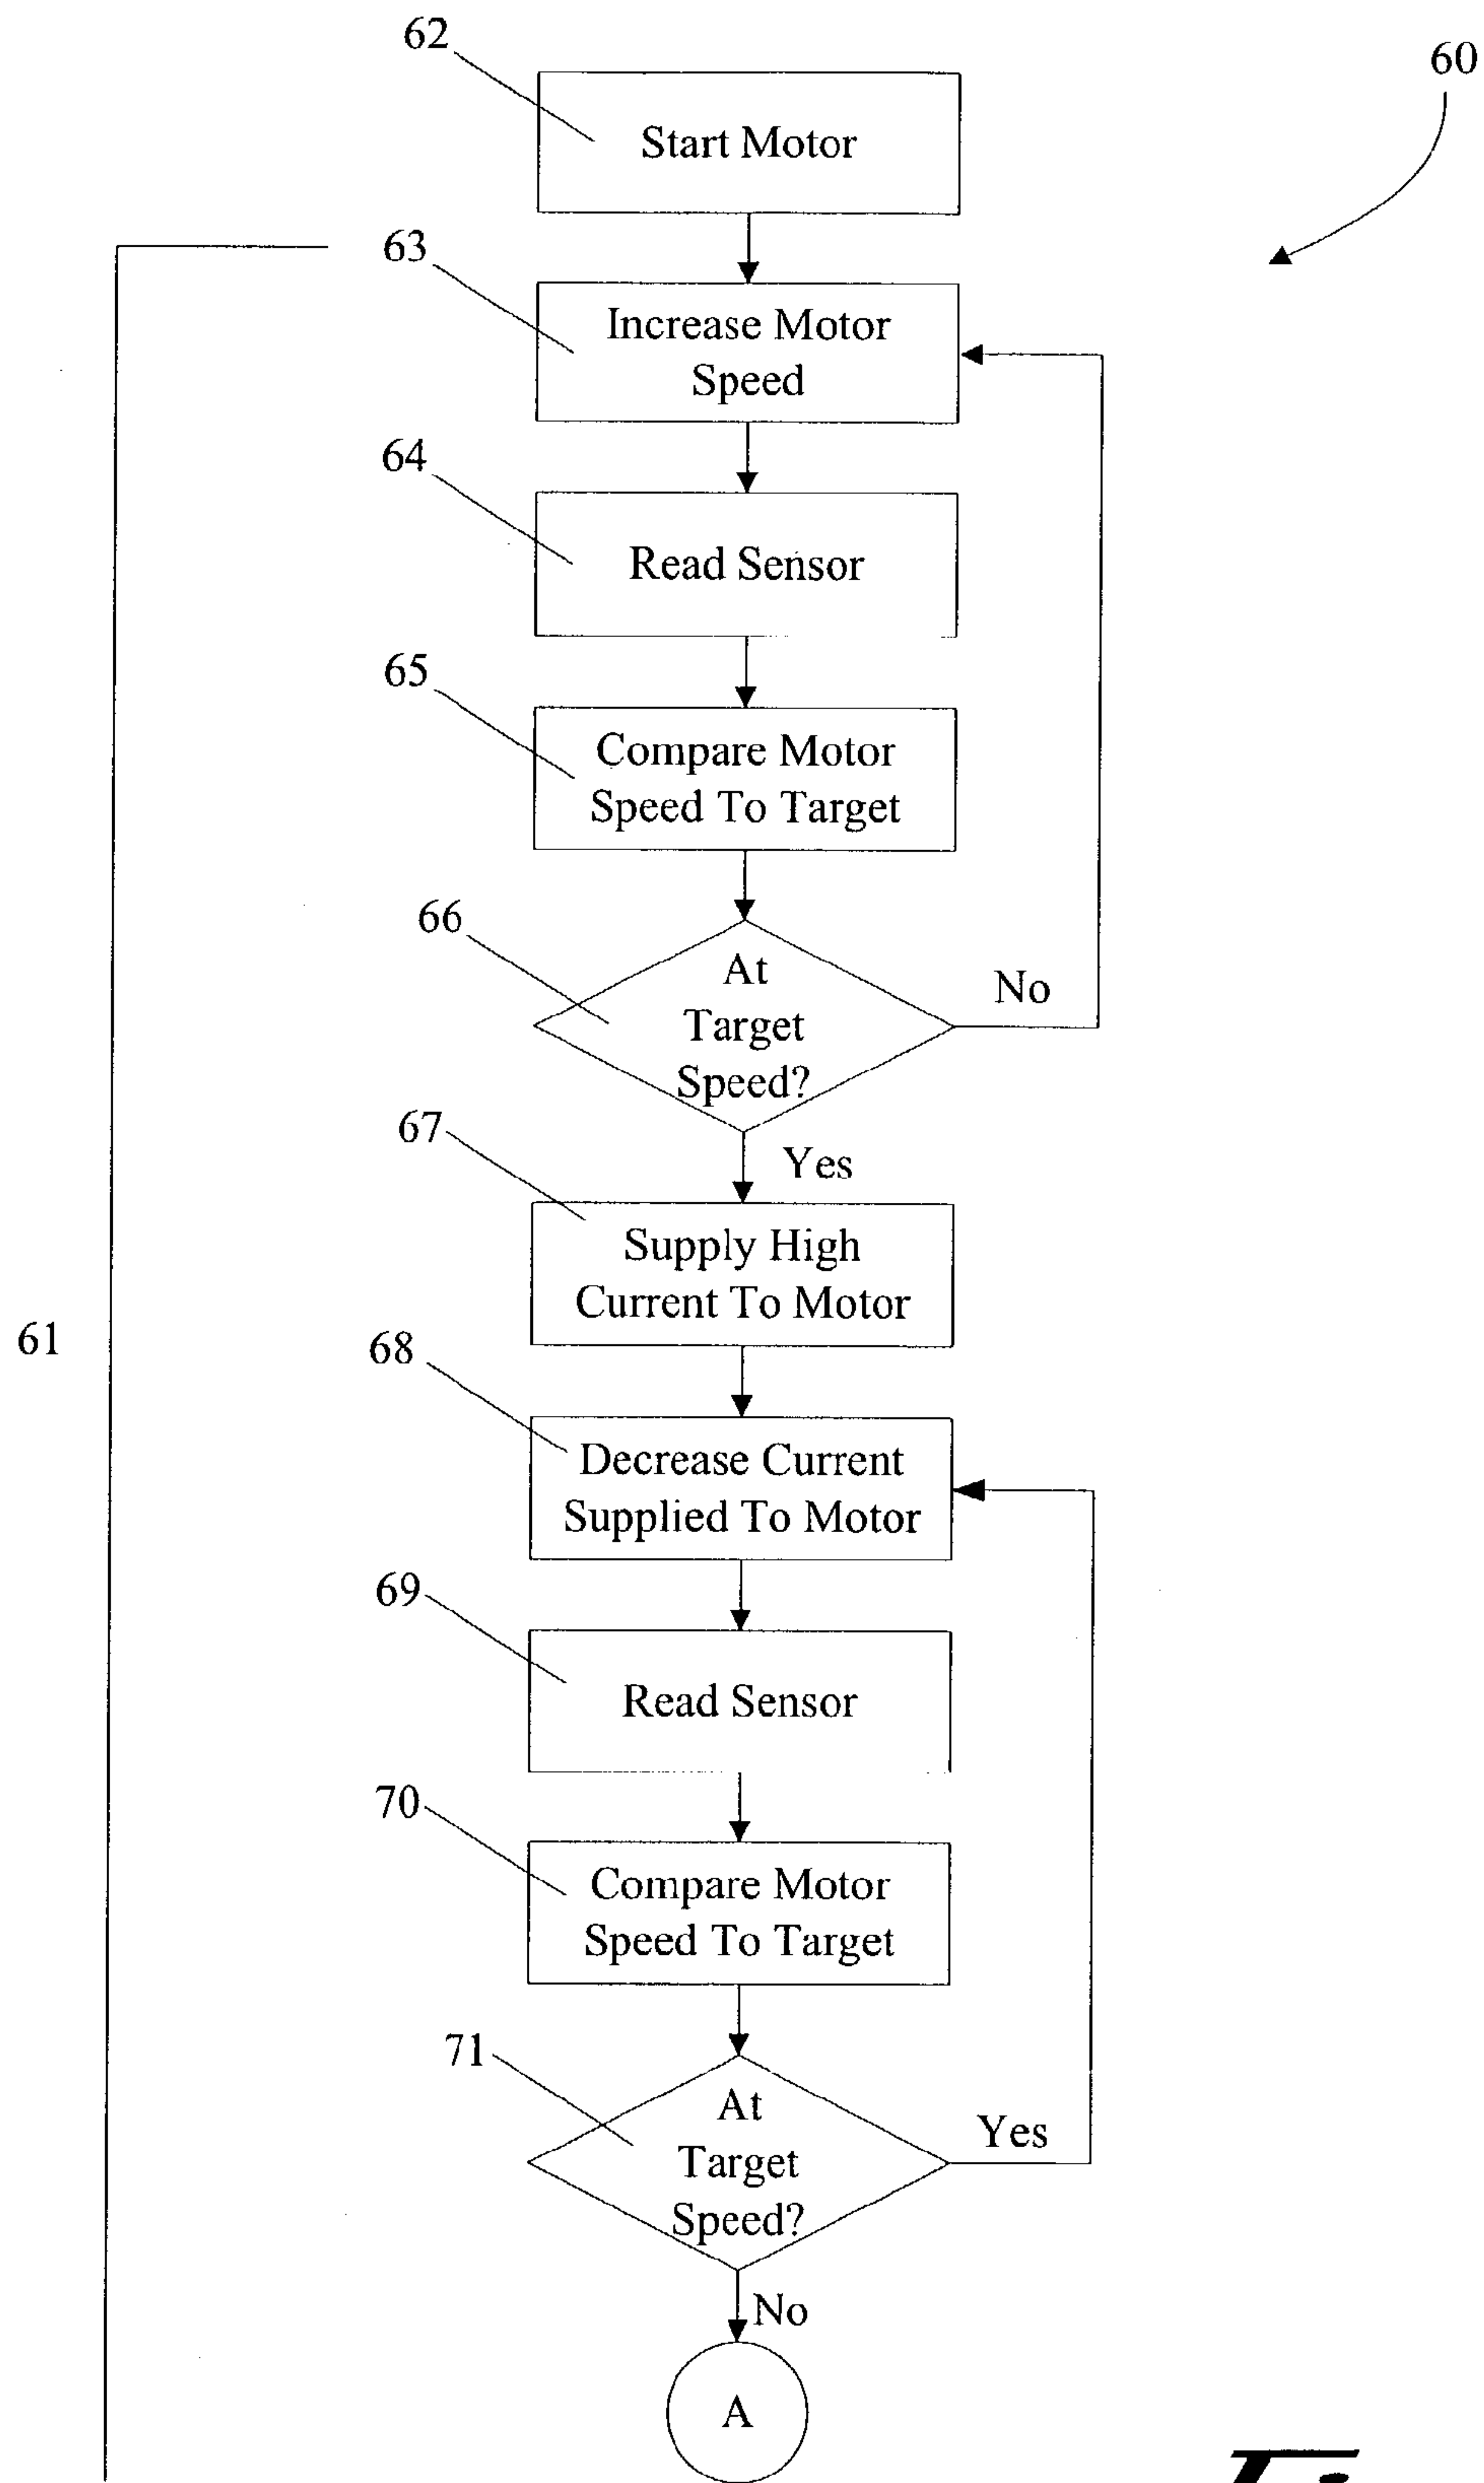 62
60
Start Motor
63
Increase Motor
Speed
64
Read Sensor
65
Compare Motor
Speed To Target
66
At
Target
Speed?
No
Yes
67
Supply High
Current To Motor
61
68
Decrease Current
Supplied To Motor
69
Read Sensor
70
Compare Motor
Speed To Target
71
At
Target
Speed?
Yes
No
A